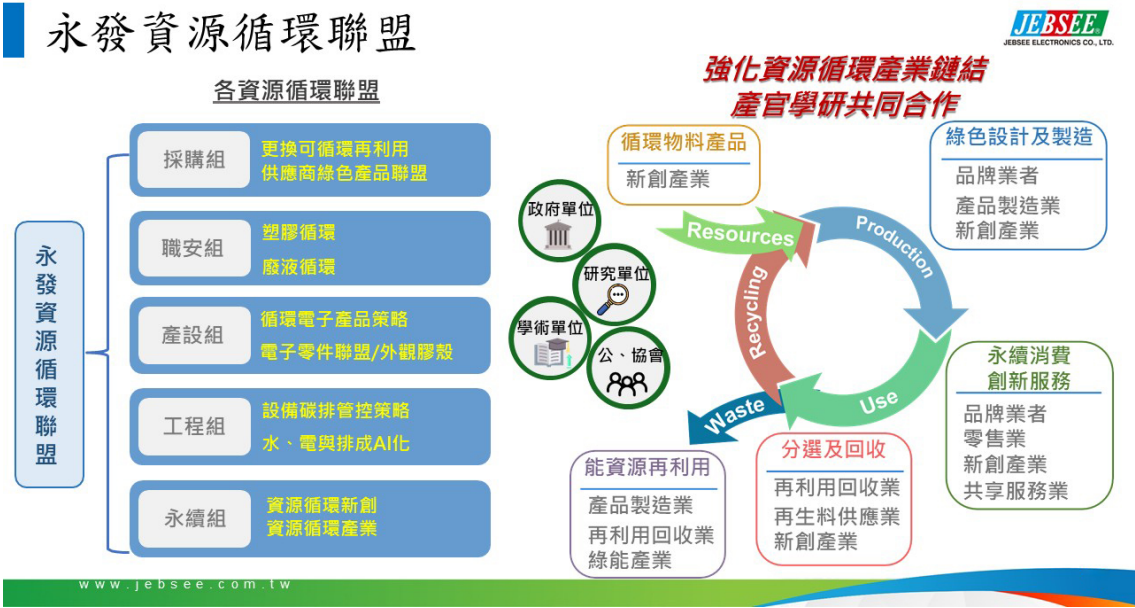 永發資源循環聯盟
JEBSEE
JEBSEE ELECTRONICS CO., LTD.
各資源循環聯盟
永發資源循環聯盟
採購組
更換可循環再利用
供應商綠色產品聯盟
職安組
塑膠循環
廢液循環
產設組
循環電子產品策略
電子零件聯盟/外觀膠殼
工程組
設備碳排管控策略
水、電與排成AI化
永續組
資源循環新創
資源循環產業
強化資源循環產業鏈結
產官學研共同合作
循環物料產品
新創產業
綠色設計及製造
品牌業者
產品製造業
新創產業
政府單位
研究單位
學術單位
公、協會
Resources
Production
Recycling
Use
Waste
永續消費
創新服務
品牌業者
零售業
新創產業
共享服務業
分選及回收
再利用回收業
再生料供應業
新創產業
能資源再利用
產品製造業
再利用回收業
綠能產業
www.jebsee.com.tw